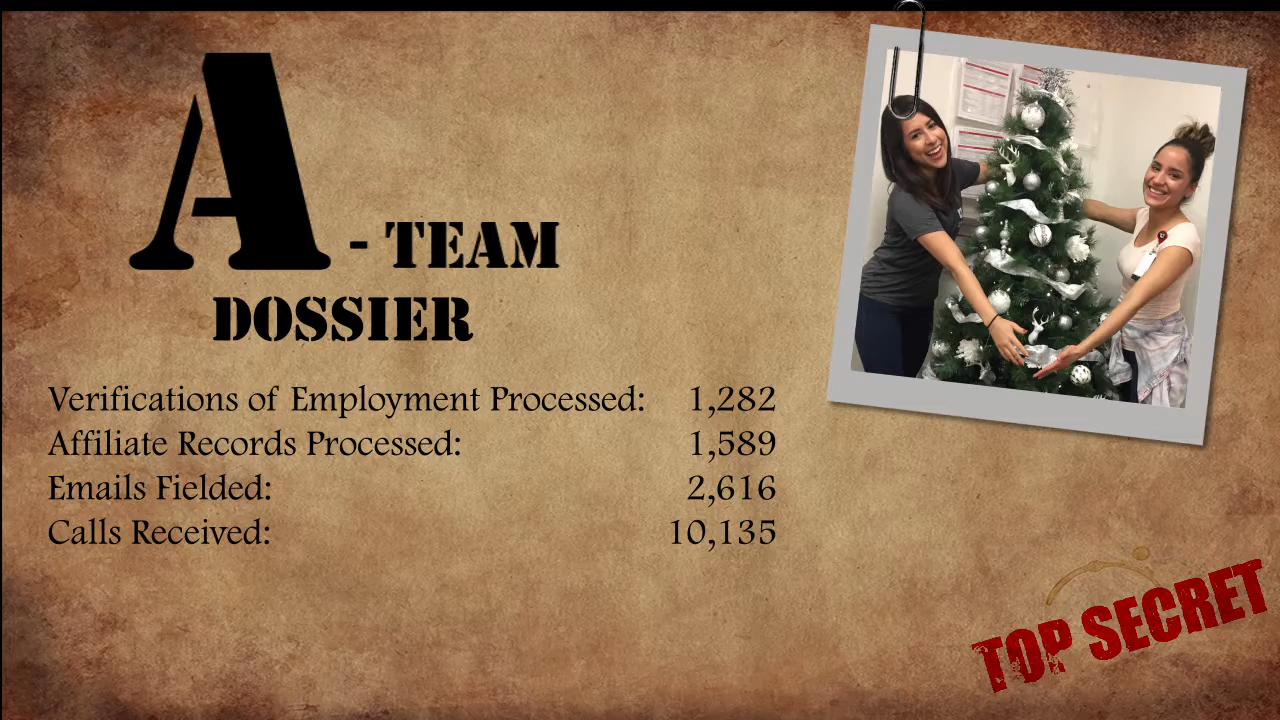 A - TEAM
DOSSIER
Verifications of Employment Processed: 1,282
Affiliate Records Processed: 1,589
Emails Fielded: 2,616
Calls Received: 10,135
TOP SECRET